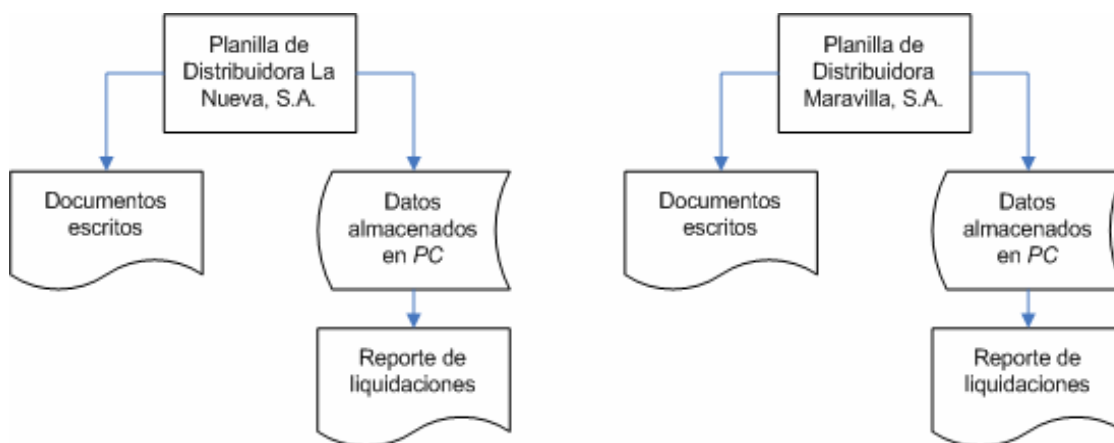 Planilla de
Distribuidora La
Nueva, S.A.
Planilla de
Distribuidora
Maravilla, S.A.
Documentos
escritos
Datos
almacenados
en PC
Documentos
escritos
Datos
almacenados
en PC
Reporte de
liquidaciones
Reporte de
liquidaciones